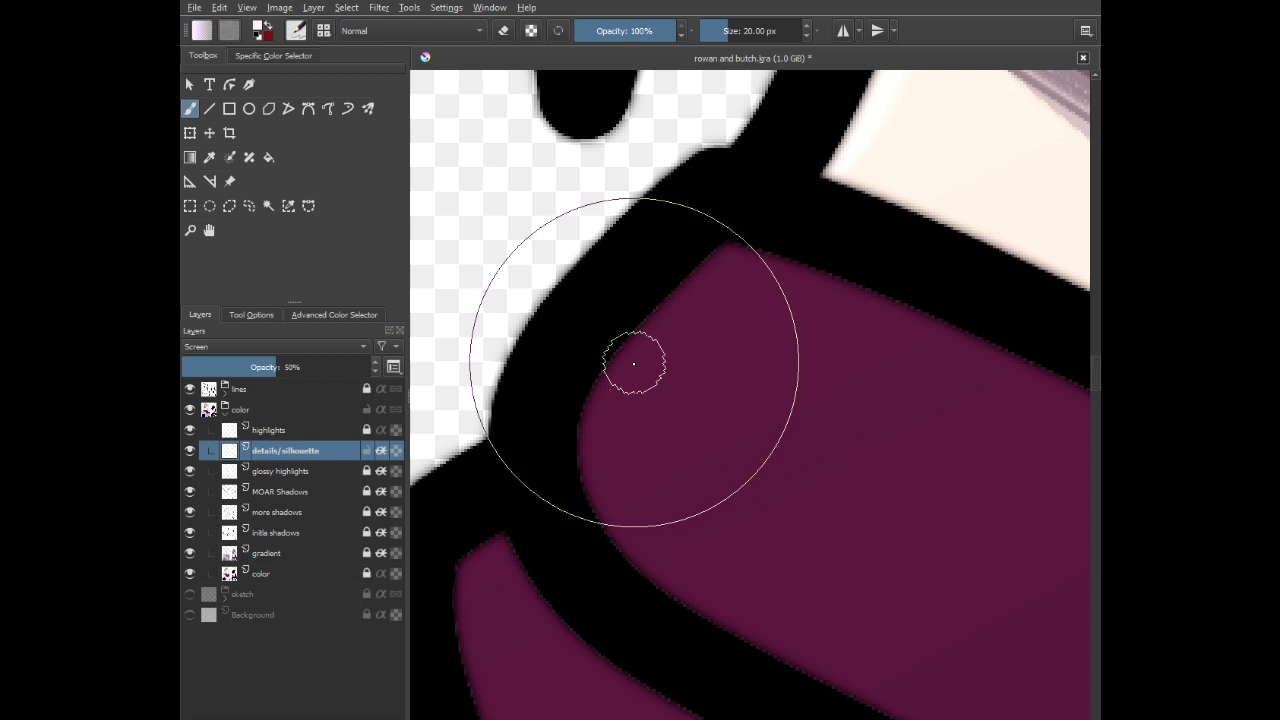 File Edit View Image Layer Select Filter Tools Settings Window Help
Normal Opacity: 100% Size: 20.00 px
Toolbox Specific Color Selector
rowan and butch.kra (1.0 GiB) *
Layers Tool Options Advanced Color Selector
Layers
Screen
Opacity: 50%
lines
color
highlights
details/silhouette
glossy highlights
MOAR Shadows
more shadows
initla shadows
gradient
color
sketch
Background